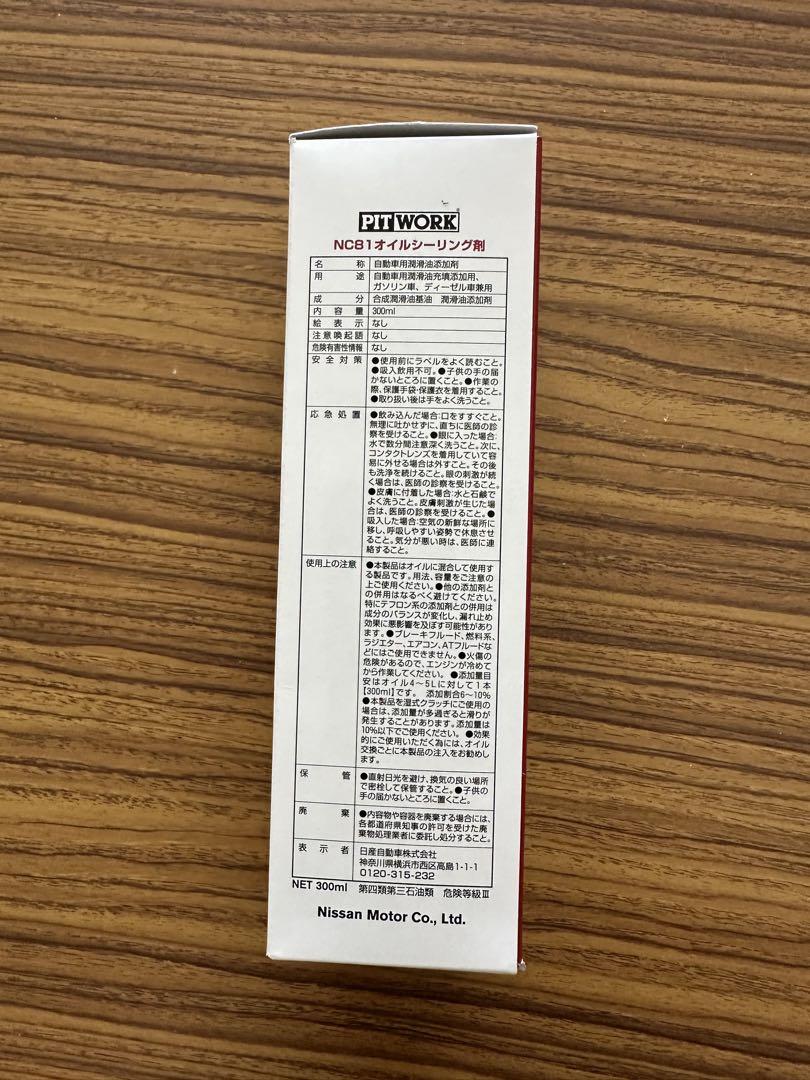 PIT WORK
NC81オイルシーリング剤
名称 自動車用潤滑油添加剤
用途 自動車用潤滑油充填添加用、
ガソリン車、ディーゼル車兼用
成分 合成潤滑油基油 潤滑油添加剤
内容量 300ml
絵表示 なし
注意喚起語 なし
危険有害性情報 なし
安全対策 ●使用前にラベルをよく読むこと。
●吸入飲用不可。●子供の手の届
かないところに置くこと。●作業の
際、保護手袋・保護衣を着用すること。
●取り扱い後は手をよく洗うこと。
応急処置 ●飲み込んだ場合:口をすすぐこと。
無理に吐かせずに、直ちに医師の診
察を受けること。●眼に入った場合:
水で数分間注意深く洗うこと。次に、
コンタクトレンズを着用していて容
易に外せる場合は外すこと。その後
も洗浄を続けること。眼の刺激が続
く場合は、医師の診察を受けること。
●皮膚に付着した場合:水と石鹸で
よく洗うこと。皮膚刺激が生じた場
合は、医師の診察を受けること。●
吸入した場合:空気の新鮮な場所に
移し、呼吸しやすい姿勢で休息させ
ること。気分が悪い時は、医師に連
絡すること。
使用上の注意 ●本製品はオイルに混合して使用す
る製品です。用法、容量をご注意の
上ご使用ください。●他の添加剤と
の併用はなるべく避けてください。
特にテフロン系の添加剤との併用は
成分のバランスが変化し、漏れ止め
効果に悪影響を及ぼす可能性があり
ます。●ブレーキフルード、燃料系、
ラジエター、エアコン、ATフルードな
どにはご使用できません。●火傷の
危険があるので、エンジンが冷めて
から作業してください。 ●添加量目
安はオイル4～5Lに対して1本
【300ml】です。 添加割合6～10%
●本製品を湿式クラッチにご使用の
場合は、添加量が多過ぎると滑りが
発生することがあります。添加量は
10%以下でご使用ください。 ●効果
的にご使用いただく為には、オイル
交換ごとに本製品の注入をお勧めし
ます。
保管 ●直射日光を避け、換気の良い場所
で密栓して保管すること。●子供の
手の届かないところに置くこと。
廃棄 ●内容物や容器を廃棄する場合には、
各都道府県知事の許可を受けた廃
棄物処理業者に委託し処分すること。
表示者 日産自動車株式会社
神奈川県横浜市西区高島1-1-1
0120-315-232
NET 300ml 第四類第三石油類 危険等級Ⅲ
Nissan Motor Co., Ltd.